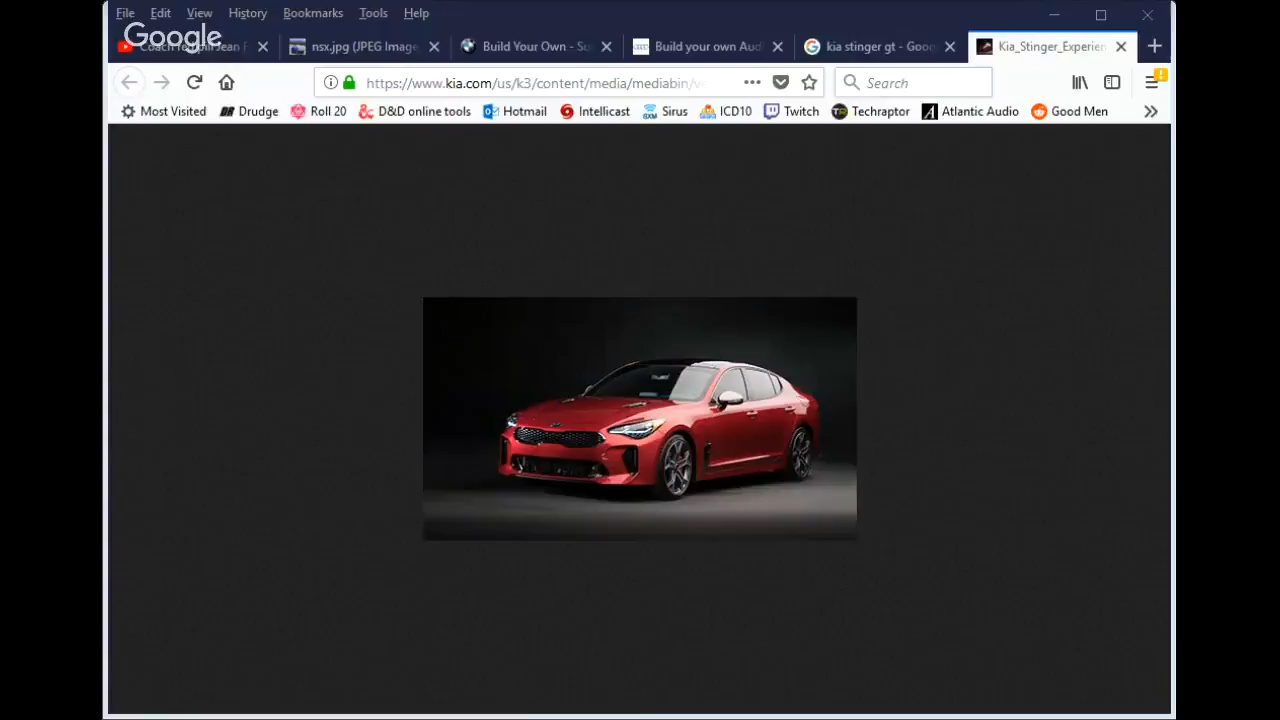 File Edit View History Bookmarks Tools Help
Google
nsx.jpg (JPEG Image, Build Your Own - Su Build your own Aud kia stinger gt - Goog Kia_Stinger_Experien
https://www.kia.com/us/k3/content/media/mediabin/v Search
Most Visited Drudge Roll 20 D&D online tools Hotmail Intellicast Sirus ICD10 Twitch Techraptor Atlantic Audio Good Men